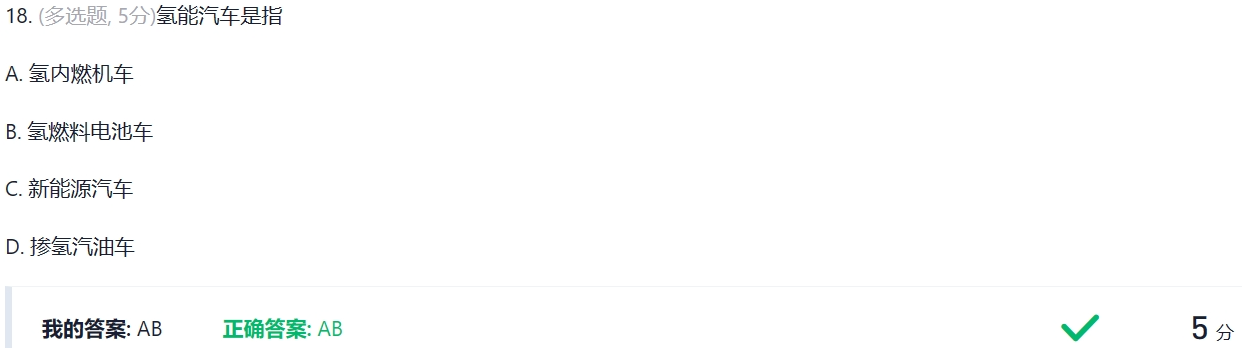 18. (多选题, 5分)氢能汽车是指
A. 氢内燃机车
B. 氢燃料电池车
C. 新能源汽车
D. 掺氢汽油车
我的答案: AB 正确答案: AB 5 分